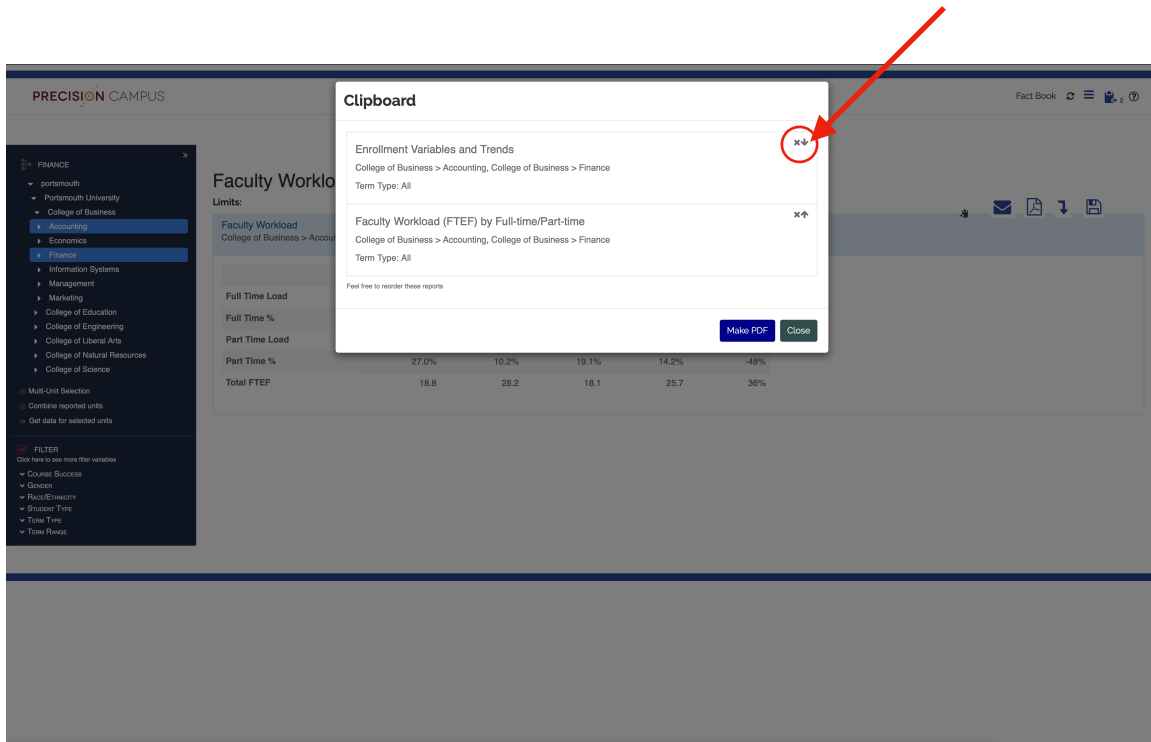 PRECISION CAMPUS
Fact Book
2
FINANCE
»
portsmouth
Portsmouth University
College of Business
Accounting
Economics
Finance
Information Systems
Management
Marketing
College of Education
College of Engineering
College of Liberal Arts
College of Natural Resources
College of Science
Multi-Unit Selection
Combine reported units
Get data for selected units
FILTER
Click here to see more filter variables
COURSE SUCCESS
GENDER
RACE/ETHNICITY
STUDENT TYPE
TERM TYPE
TERM RANGE
Faculty Worklo
Limits:
Faculty Workload
College of Business > Accou
Full Time Load
Full Time %
Part Time Load
Part Time % 27.0% 10.2% 19.1% 14.2% -48%
Total FTEF 18.8 28.2 18.1 25.7 36%
Clipboard
Enrollment Variables and Trends
College of Business > Accounting, College of Business > Finance
Term Type: All
Faculty Workload (FTEF) by Full-time/Part-time
College of Business > Accounting, College of Business > Finance
Term Type: All
Feel free to reorder these reports
Make PDF Close